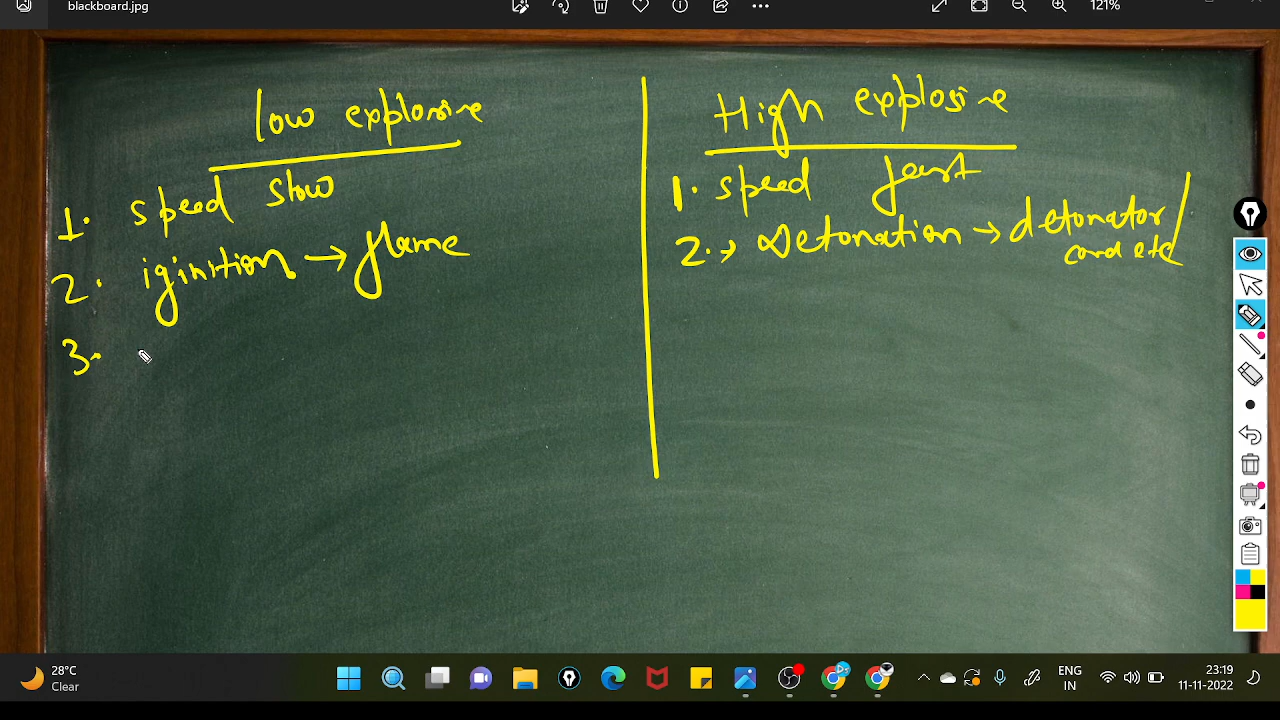 blackboard.jpg
121%
low explosive
1. speed slow
2. iginition → flame
3.
High explosive
1. speed feast
2. → Detonation → detonator /
cord etc
28°C
Clear
ENG
IN
23:19
11-11-2022